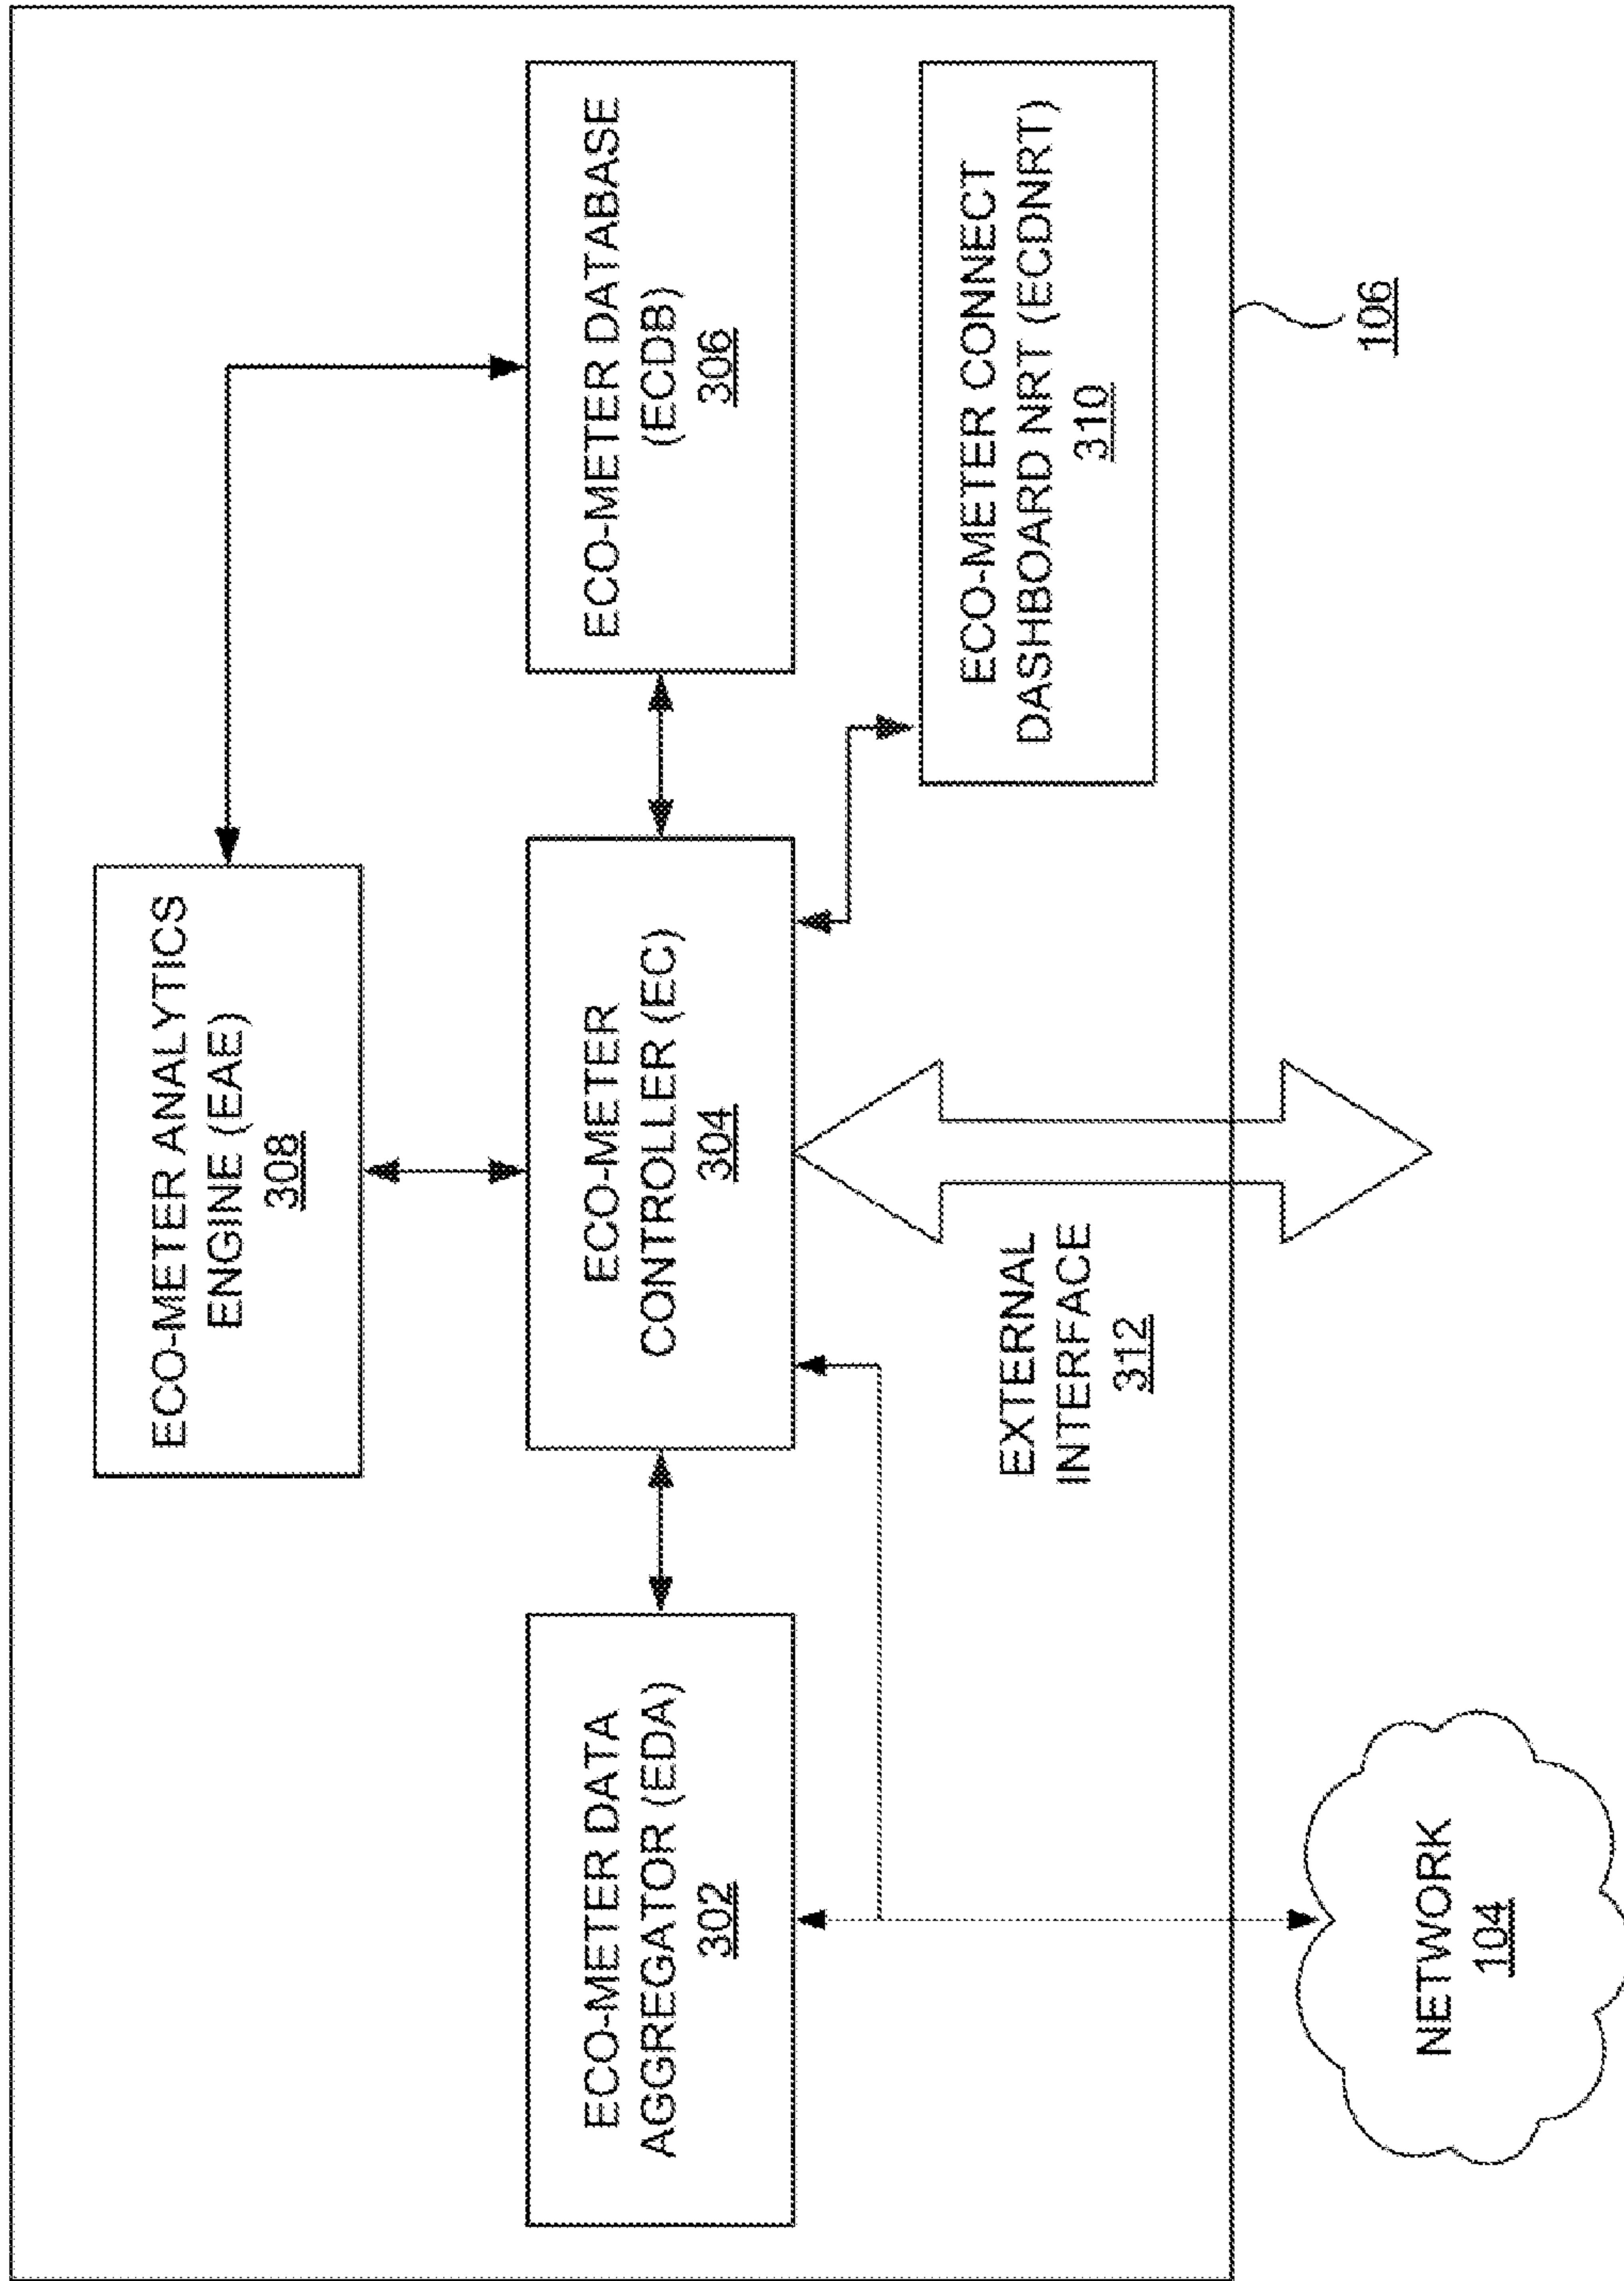 ECO-METER ANALYTICS
ENGINE (EAE)
308
ECO-METER DATA
AGGREGATOR (EDA)
302
ECO-METER
CONTROLLER (EC)
304
ECO-METER DATABASE
(ECDB)
306
EXTERNAL
INTERFACE
312
ECO-METER CONNECT
DASHBOARD NRT (ECDNRT)
310
NETWORK
104
106